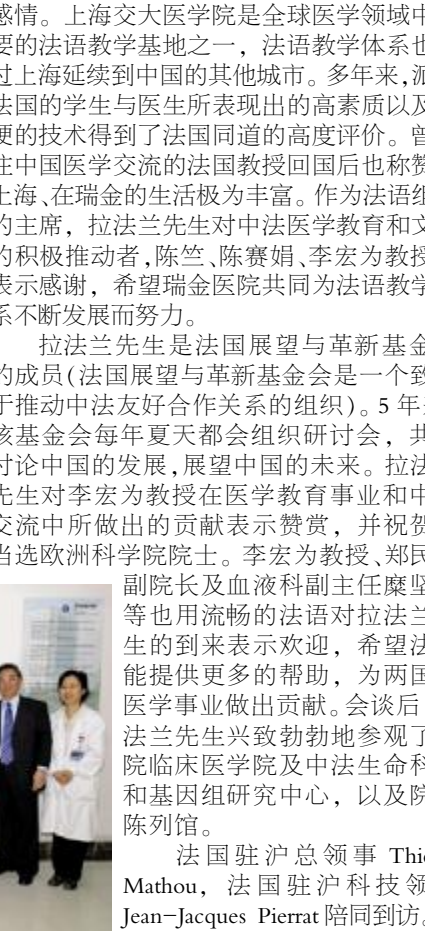 感情。上海交大医学院是全球医学领域中
要的法语教学基地之一，法语教学体系也
过上海延续到中国的其他城市。多年来，派
法国的学生与医生所表现出的高素质以及
硬的技术得到了法国同道的高度评价。曾
往中国医学交流的法国教授回国后也称赞
上海、在瑞金的生活极为丰富。作为法语组
的主席，拉法兰先生对中法医学教育和文
的积极推动者，陈竺、陈赛娟、李宏为教授
表示感谢，希望瑞金医院共同为法语教学
系不断发展而努力。
拉法兰先生是法国展望与革新基金
的成员(法国展望与革新基金会是一个致
于推动中法友好合作关系的组织)。5年来
该基金会每年夏天都会组织研讨会，共
讨论中国的发展，展望中国的未来。拉法
先生对李宏为教授在医学教育事业和中
交流中所做出的贡献表示赞赏，并祝贺
当选欧洲科学院院士。李宏为教授、郑民
副院长及血液科副主任糜坚
等也用流畅的法语对拉法兰
生的到来表示欢迎，希望法
能提供更多的帮助，为两国
医学事业做出贡献。会谈后
法兰先生兴致勃勃地参观了
院临床医学院及中法生命科
和基因组研究中心，以及院
陈列馆。
法国驻沪总领事 Thie
Mathou，法国驻沪科技领
Jean-Jacques Pierrat 陪同到访。